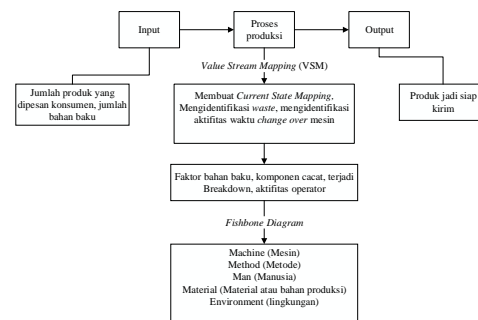 Input
Proses
produksi
Output
Value Stream Mapping (VSM)
Jumlah produk yang
dipesan konsumen, jumlah
bahan baku
Membuat Current State Mapping,
Mengidentifikasi waste, mengidentifikasi
aktifitas waktu change over mesin
Produk jadi siap
kirim
Faktor bahan baku, komponen cacat, terjadi
Breakdown, aktifitas operator
Fishbone Diagram
Machine (Mesin)
Method (Metode)
Man (Manusia)
Material (Material atau bahan produksi)
Environment (lingkungan)